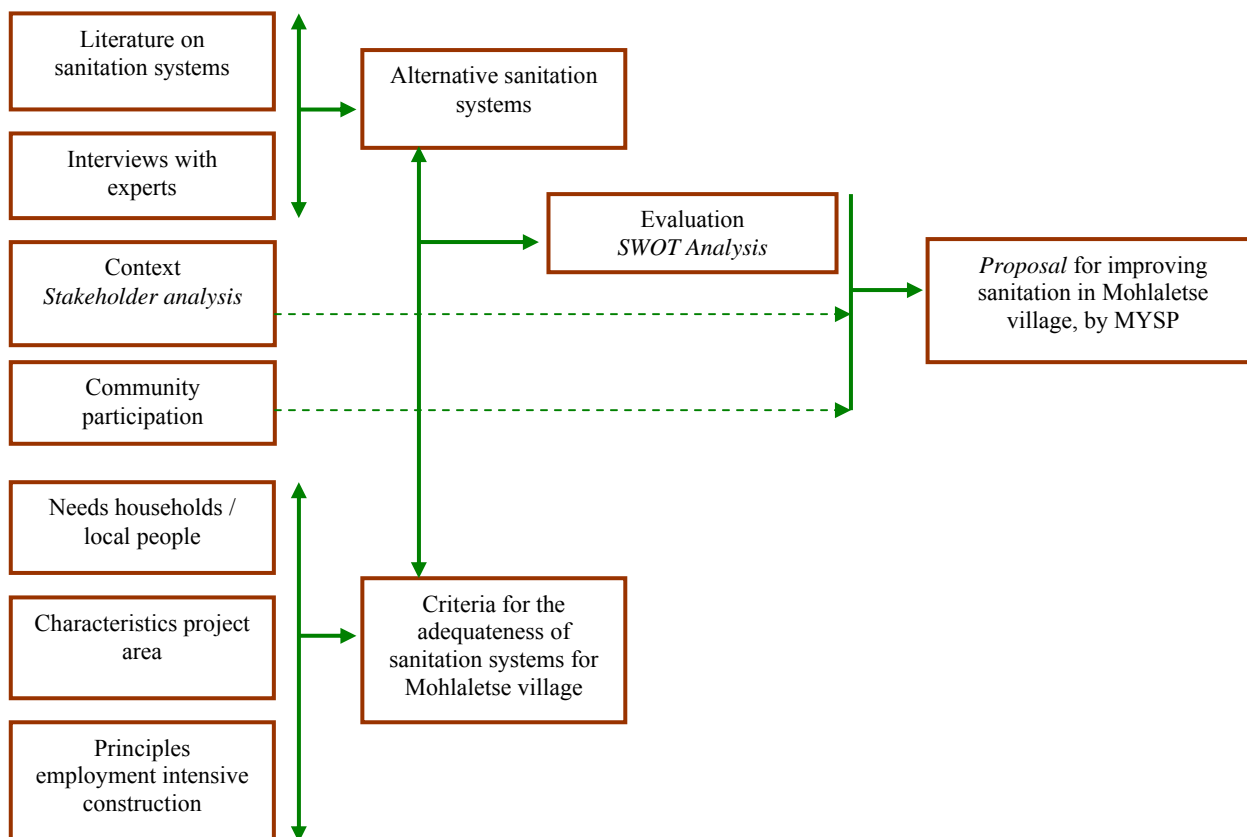 Literature on
sanitation systems
Interviews with
experts
Context
Stakeholder analysis
Community
participation
Needs households /
local people
Characteristics project
area
Principles
employment intensive
construction
Alternative sanitation
systems
Criteria for the
adequateness of
sanitation systems for
Mohlaletse village
Evaluation
SWOT Analysis
Proposal for improving
sanitation in Mohlaletse
village, by MYSP